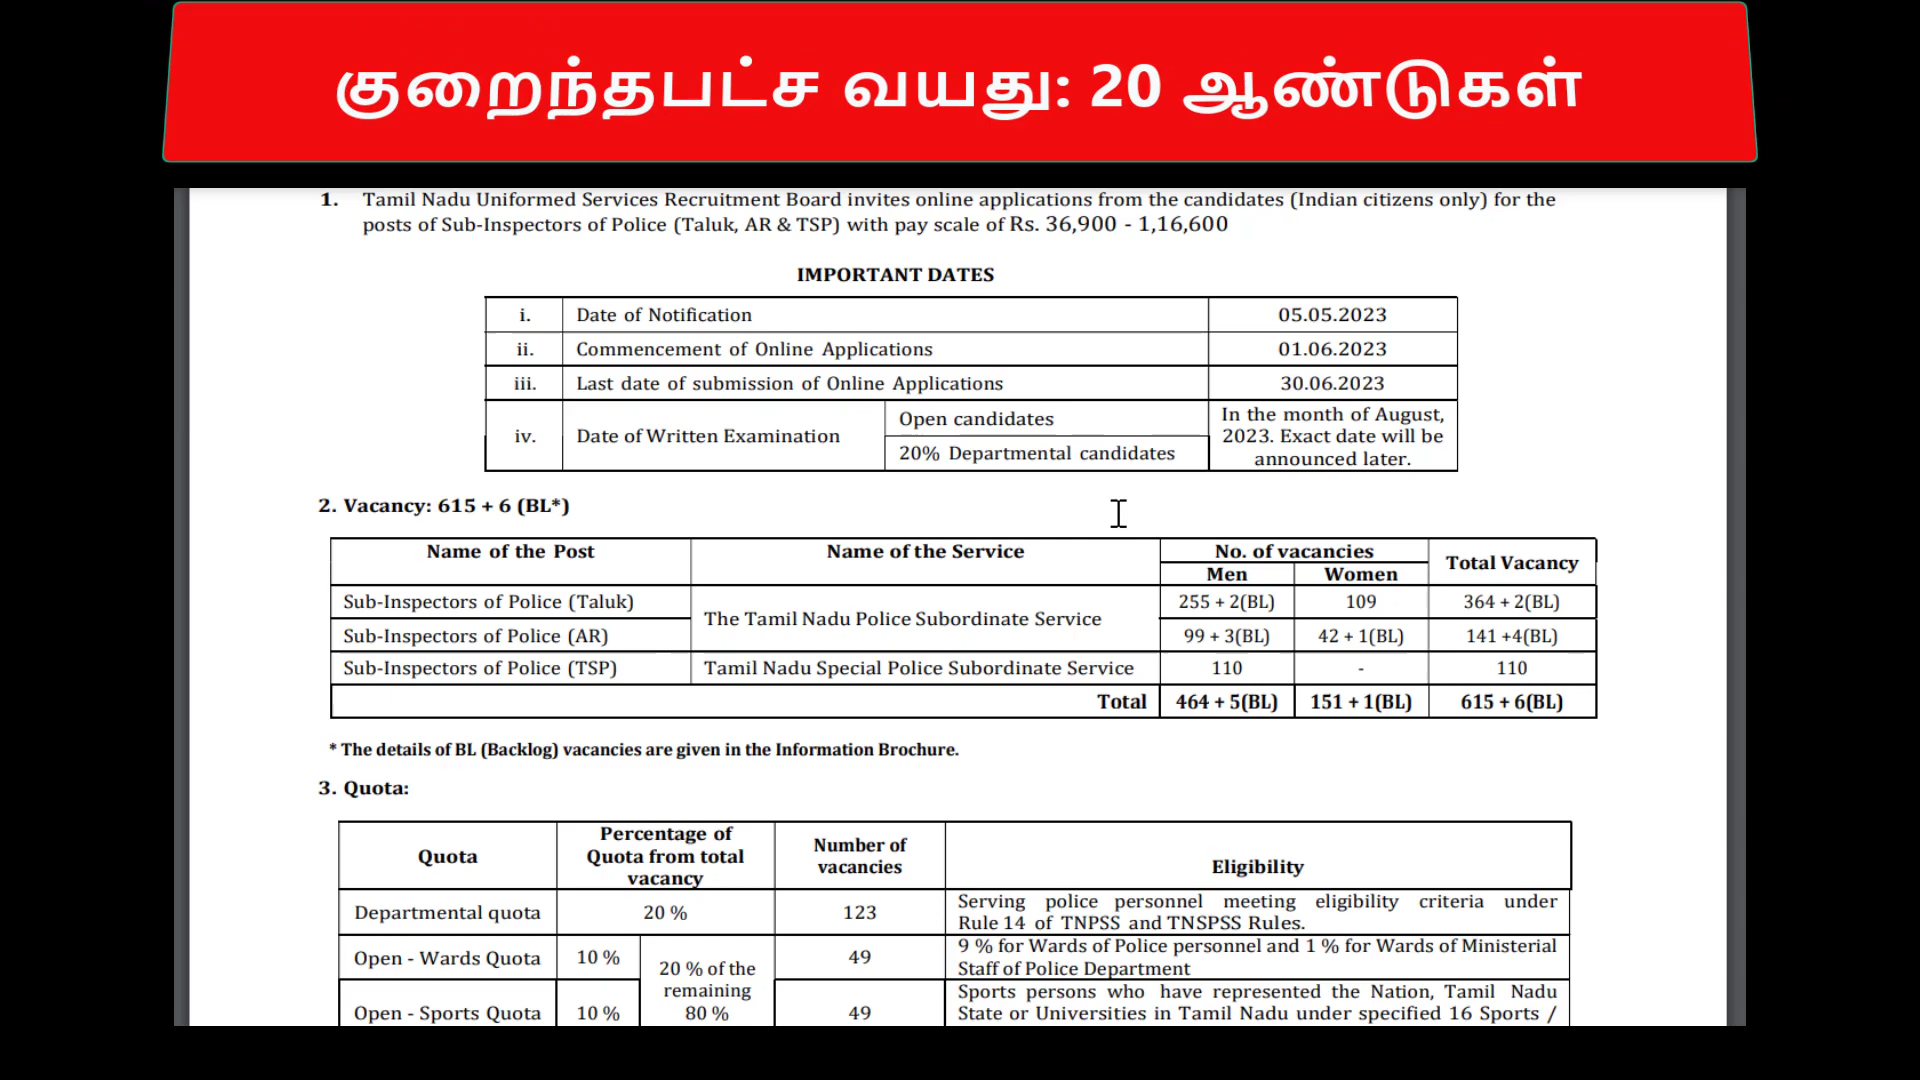 குறைந்தபட்ச வயது: 20 ஆண்டுகள்
1. Tamil Nadu Uniformed Services Recruitment Board invites online applications from the candidates (Indian citizens only) for the
posts of Sub-Inspectors of Police (Taluk, AR & TSP) with pay scale of Rs. 36,900 - 1,16,600
IMPORTANT DATES
i. Date of Notification 05.05.2023
ii. Commencement of Online Applications 01.06.2023
iii. Last date of submission of Online Applications 30.06.2023
iv. Date of Written Examination
Open candidates
20% Departmental candidates
In the month of August,
2023. Exact date will be
announced later.
2. Vacancy: 615 + 6 (BL*)
Name of the Post Name of the Service No. of vacancies Total Vacancy
Men Women
Sub-Inspectors of Police (Taluk) The Tamil Nadu Police Subordinate Service 255 + 2(BL) 109 364 + 2(BL)
Sub-Inspectors of Police (AR) 99 + 3(BL) 42 + 1(BL) 141 +4(BL)
Sub-Inspectors of Police (TSP) Tamil Nadu Special Police Subordinate Service 110 - 110
Total 464 + 5(BL) 151 + 1(BL) 615 + 6(BL)
* The details of BL (Backlog) vacancies are given in the Information Brochure.
3. Quota:
Quota
Percentage of
Quota from total
vacancy
Number of
vacancies
Eligibility
Departmental quota 20 % 123
Serving police personnel meeting eligibility criteria under
Rule 14 of TNPSS and TNSPSS Rules.
Open - Wards Quota 10 %
20 % of the
remaining
80 %
49
9 % for Wards of Police personnel and 1 % for Wards of Ministerial
Staff of Police Department
Open - Sports Quota 10 % 49
Sports persons who have represented the Nation, Tamil Nadu
State or Universities in Tamil Nadu under specified 16 Sports /